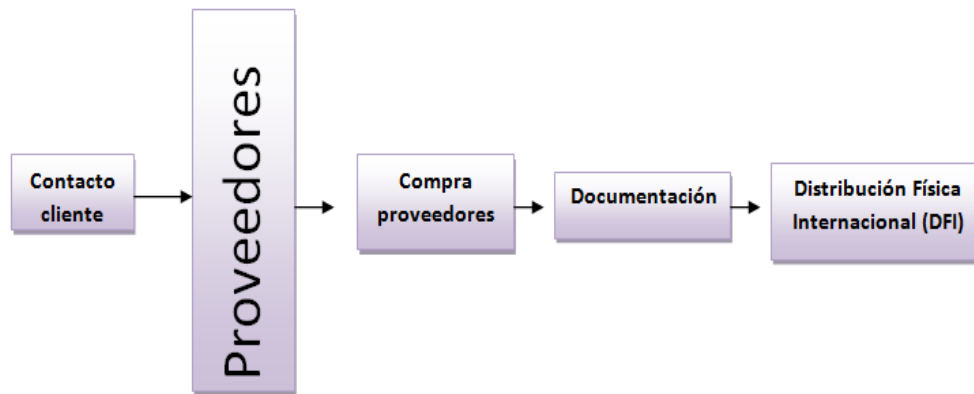 Contacto
cliente
Proveedores
Compra
proveedores
Documentación
Distribución Física
Internacional (DFI)